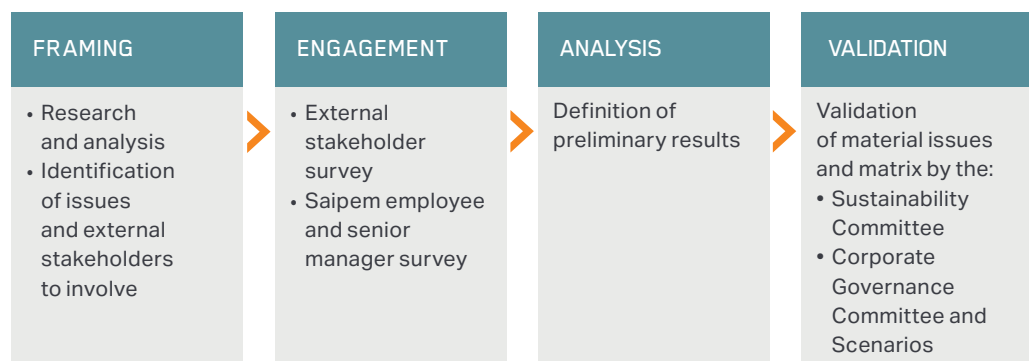 FRAMING
• Research
and analysis
• Identification
of issues
and external
stakeholders
to involve
ENGAGEMENT
• External
stakeholder
survey
• Saipem employee
and senior
manager survey
ANALYSIS
Definition of
preliminary results
VALIDATION
Validation
of material issues
and matrix by the:
• Sustainability
Committee
• Corporate
Governance
Committee and
Scenarios